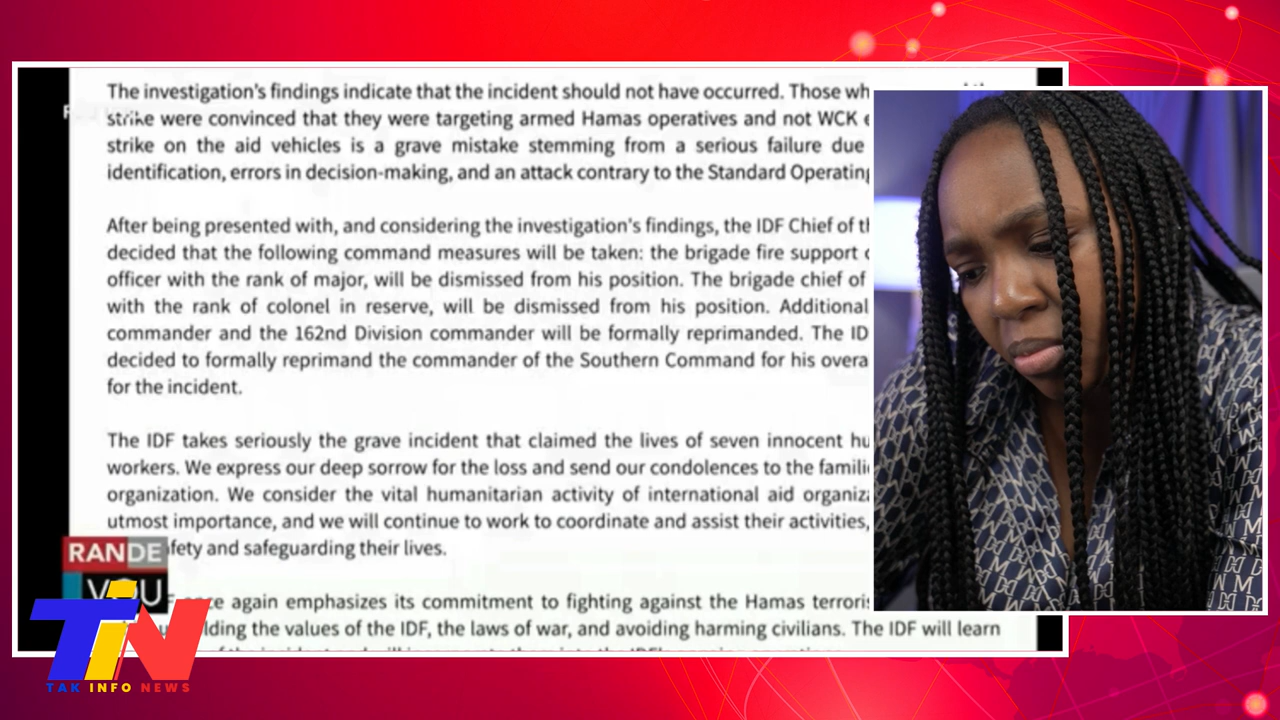 The investigation's findings indicate that the incident should not have occurred. Those wh
strike were convinced that they were targeting armed Hamas operatives and not WCK e
strike on the aid vehicles is a grave mistake stemming from a serious failure due
identification, errors in decision-making, and an attack contrary to the Standard Operating
After being presented with, and considering the investigation's findings, the IDF Chief of th
decided that the following command measures will be taken: the brigade fire support
officer with the rank of major, will be dismissed from his position. The brigade chief of
with the rank of colonel in reserve, will be dismissed from his position. Additional
commander and the 162nd Division commander will be formally reprimanded. The ID
decided to formally reprimand the commander of the Southern Command for his overa
for the incident.
The IDF takes seriously the grave incident that claimed the lives of seven innocent hu
workers. We express our deep sorrow for the loss and send our condolences to the famili
organization. We consider the vital humanitarian activity of international aid organiza
utmost importance, and we will continue to work to coordinate and assist their activities,
fety and safeguarding their lives.
RANDE
VOU
once again emphasizes its commitment to fighting against the Hamas terroris
lding the values of the IDF, the laws of war, and avoiding harming civilians. The IDF will learn
TIN
TAK INFO NEWS